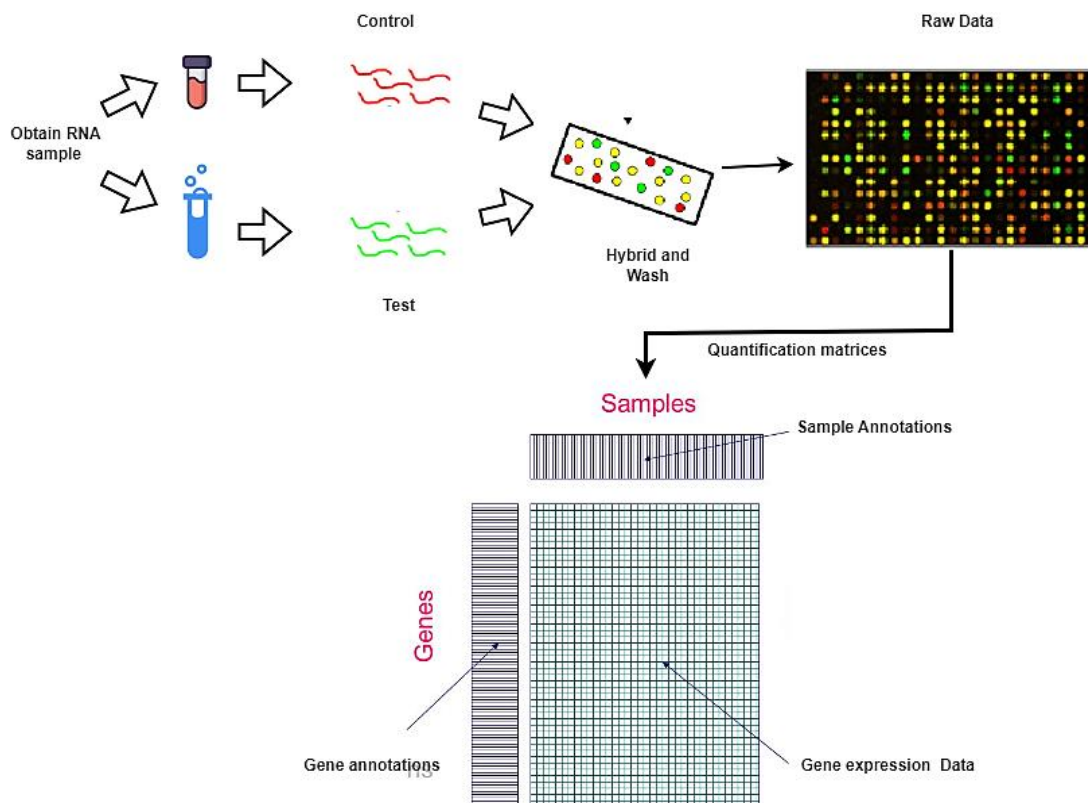 Control
Raw Data
Obtain RNA
sample
Hybrid and
Wash
Test
Quantification matrices
Samples
Sample Annotations
Genes
Gene annotations
ns
Gene expression Data